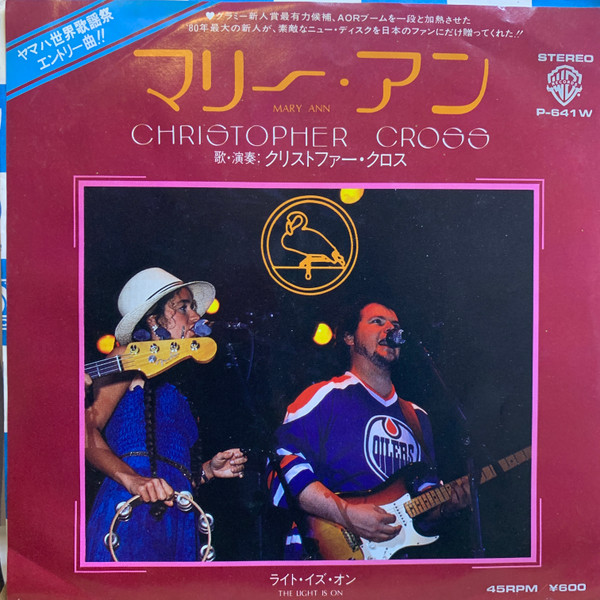 ♥グラミー新人賞最有力候補、AORブームを一段と加熱させた
'80年最大の新人が、素敵なニュー・ディスクを日本のファンにだけ贈ってくれた!!
ヤマハ世界歌謡祭
エントリー曲!!
マリー・アン
MARY ANN
STEREO
WB
P-641W
CHRISTOPHER CROSS
歌・演奏:クリストファー・クロス
OILERS
ライト・イズ・オン
THE LIGHT IS ON
45RPM/¥600